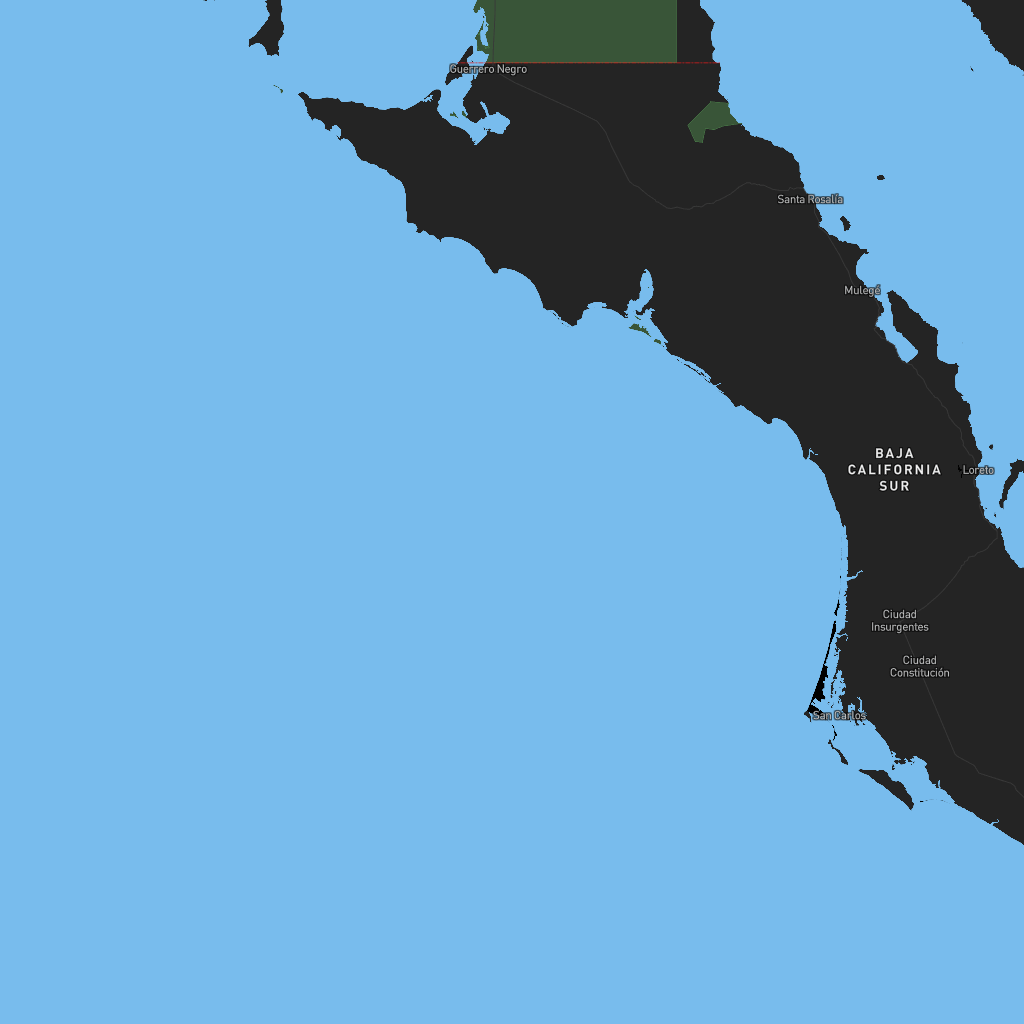 Guerrero Negro
Santa Rosalía
Mulegé
BAJA
CALIFORNIA
SUR
Loreto
Ciudad
Insurgentes
Ciudad
Constitución
San Carlos